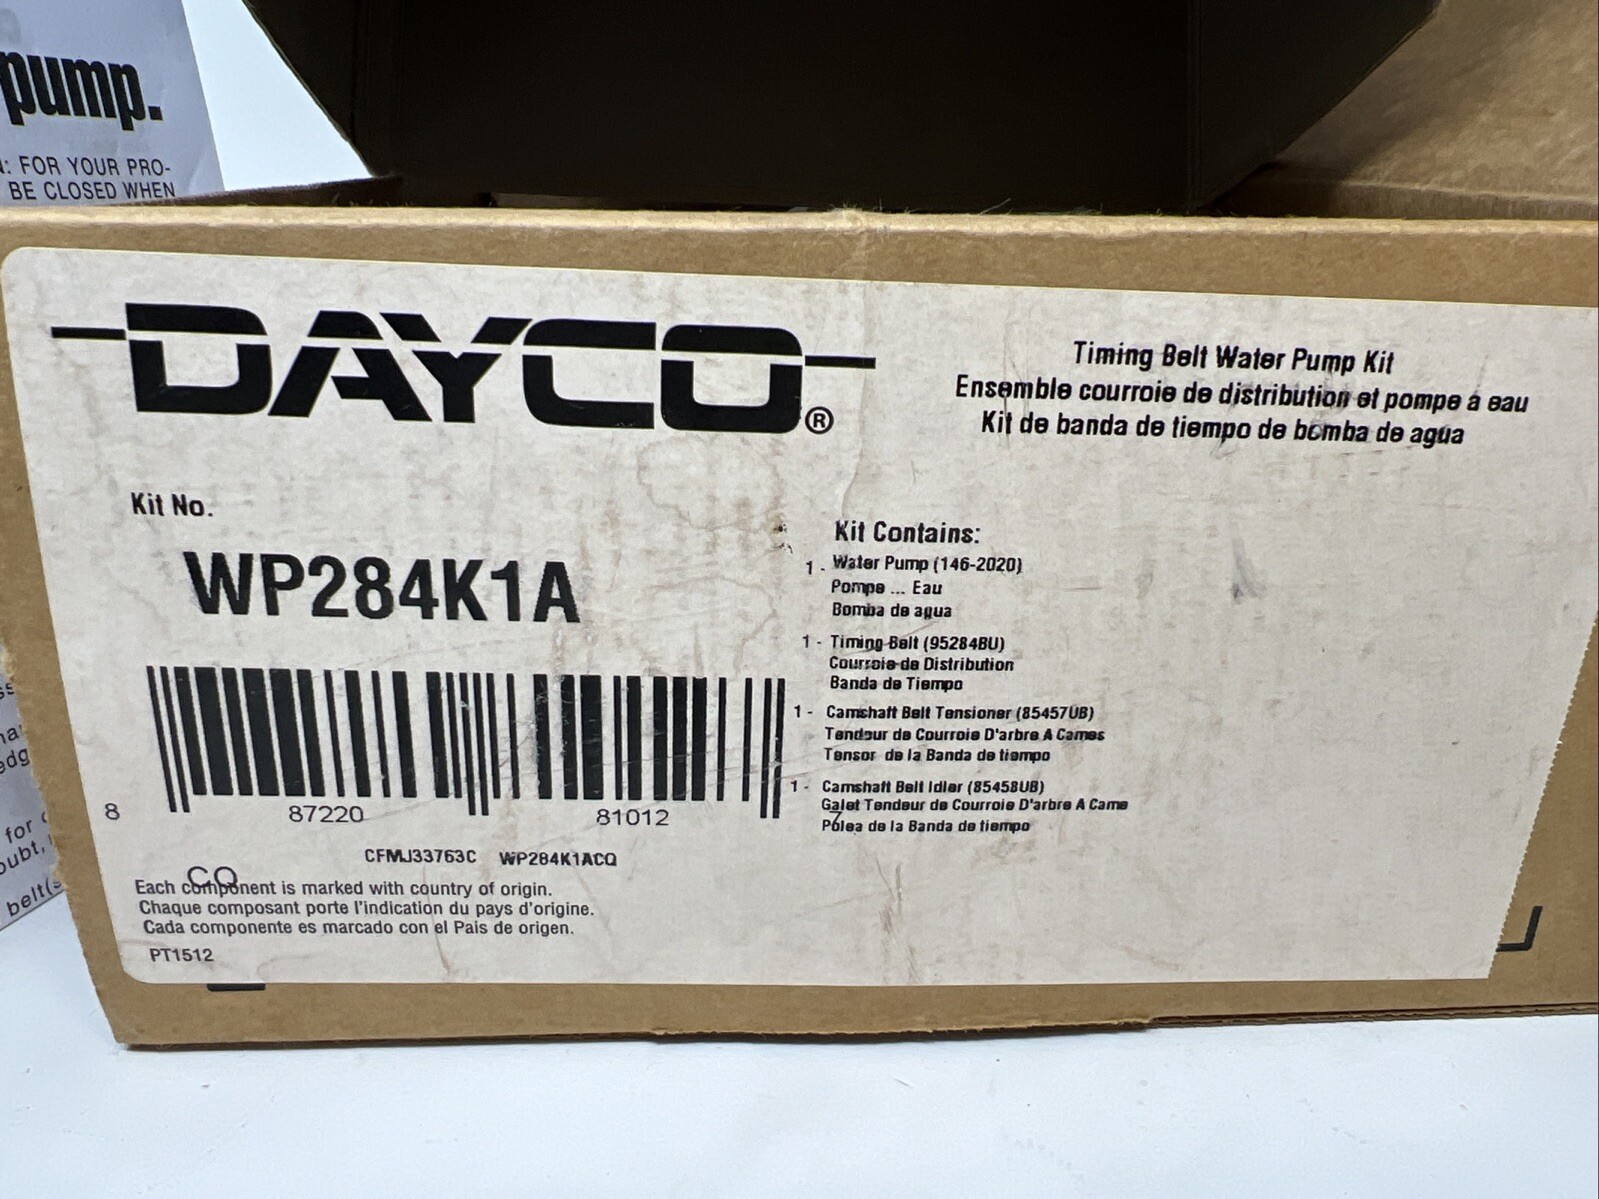 pump.
: FOR YOUR PRO-
BE CLOSED WHEN
DAYCO®
Timing Belt Water Pump Kit
Ensemble courroie de distribution et pompe à eau
Kit de banda de tiempo de bomba de agua
Kit No.
WP284K1A
8 87220 81012 7
CFMJ33763C WP284K1ACQ
CO
Each component is marked with country of origin.
Chaque composant porte l'indication du pays d'origine.
Cada componente es marcado con el Pais de origen.
PT1512
Kit Contains:
1 - Water Pump (146-2020)
Pompe ... Eau
Bomba de agua
1 - Timing Belt (95284BU)
Courroie de Distribution
Banda de Tiempo
1 - Camshaft Belt Tensioner (85457UB)
Tendeur de Courroie D'arbre A Cames
Tensor de la Banda de tiempo
1 - Camshaft Belt Idler (85458UB)
Galet Tendeur de Courroie D'arbre A Came
Polea de la Banda de tiempo
for
belt(s